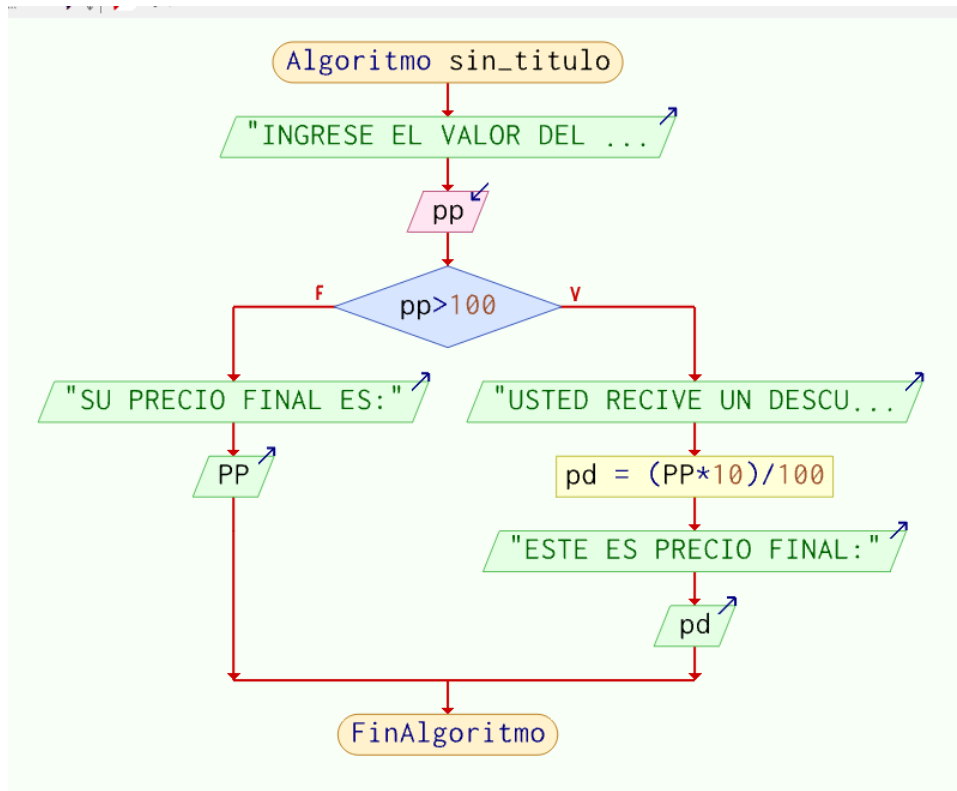 Algoritmo sin_titulo
"INGRESE EL VALOR DEL ...
pp
F
pp>100
V
"SU PRECIO FINAL ES:"
PP
"USTED RECIVE UN DESCU...
pd = (PP*10)/100
"ESTE ES PRECIO FINAL:"
pd
FinAlgoritmo